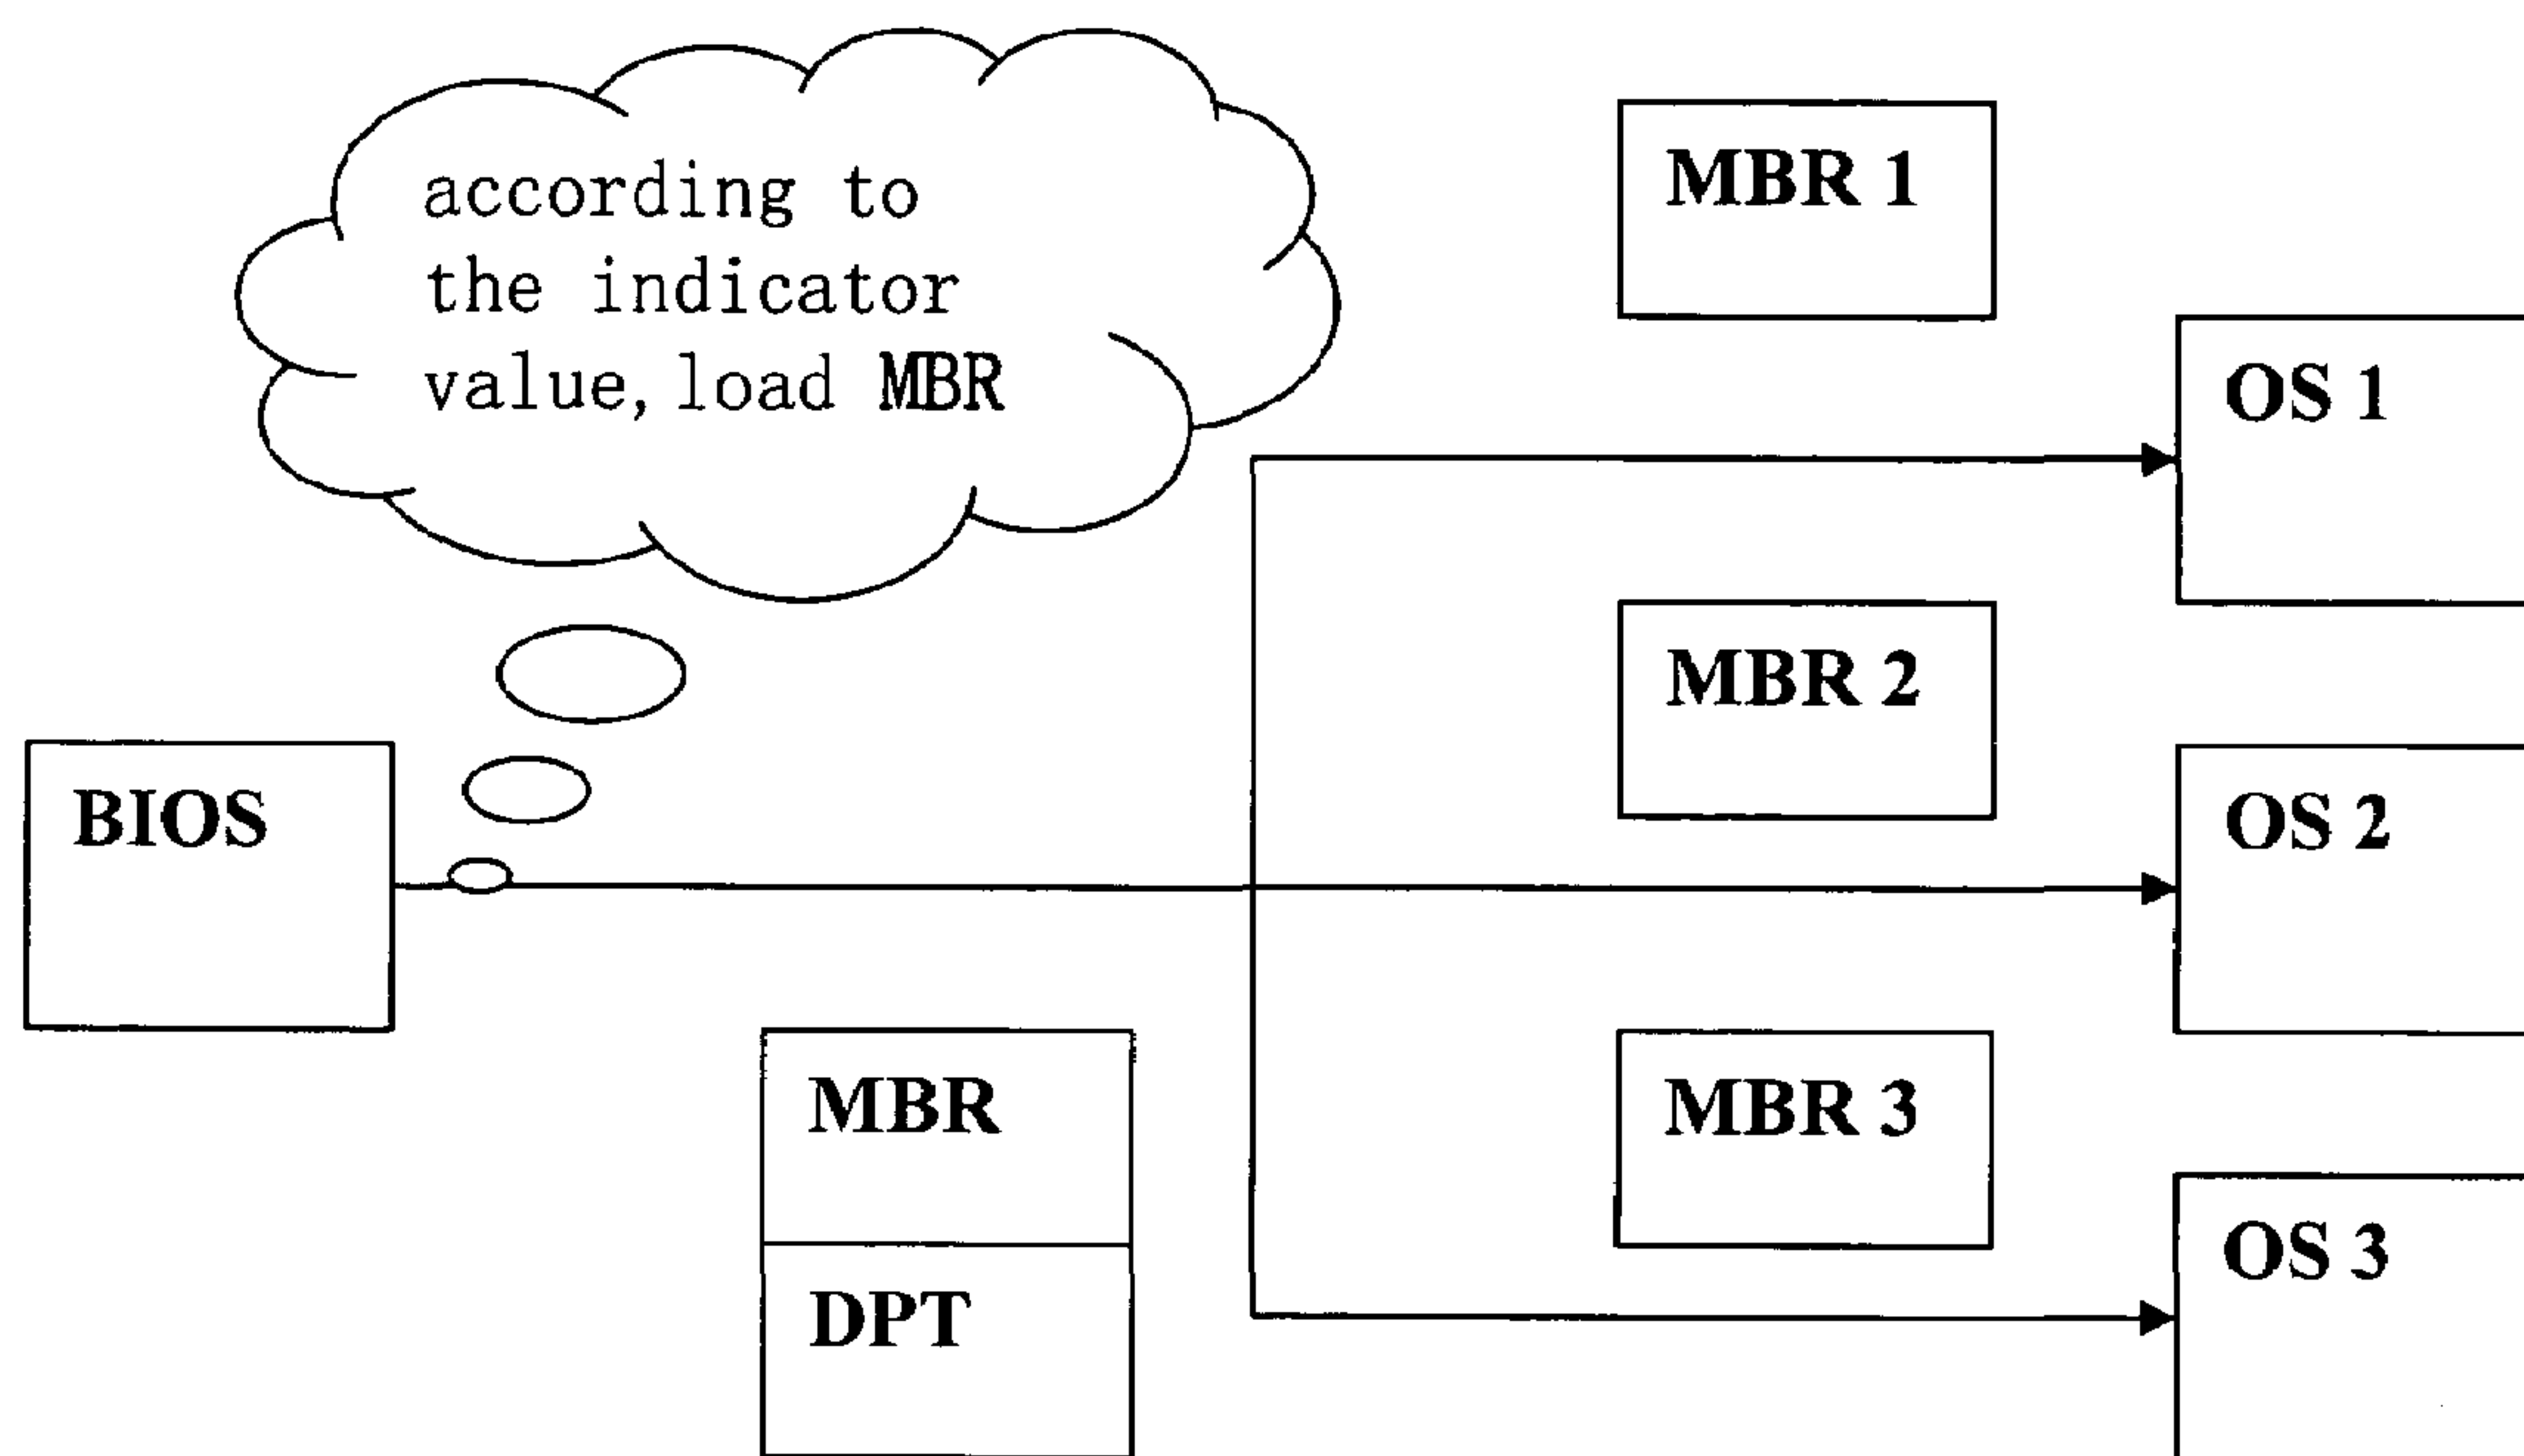 according to
the indicator
value, load MBR
MBR 1
OS 1
MBR 2
BIOS
OS 2
MBR
MBR 3
DPT
OS 3